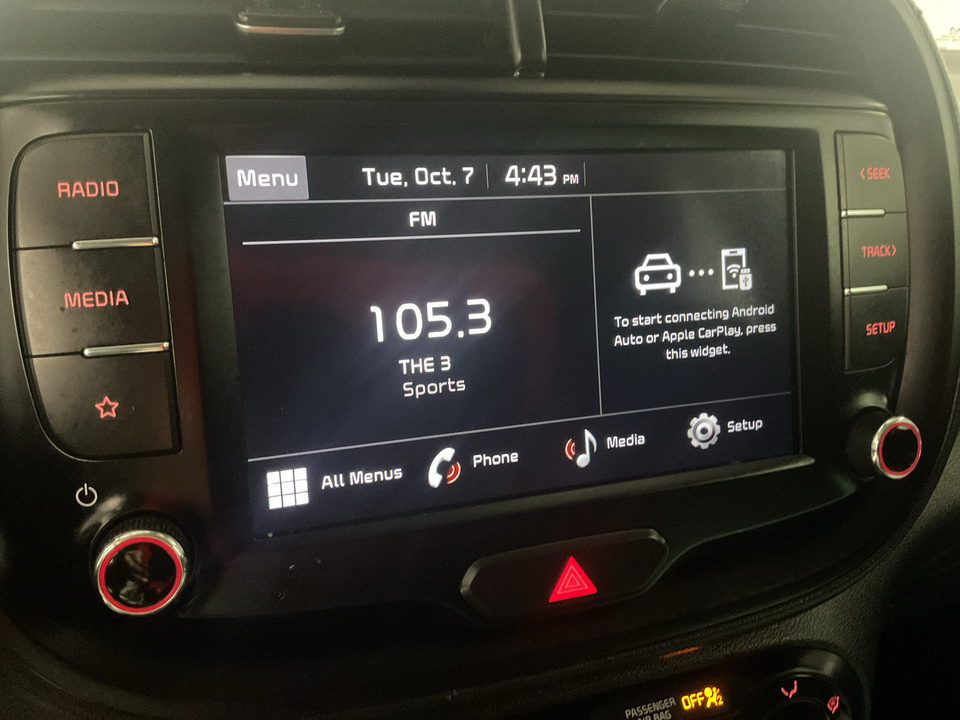 RADIO
MEDIA
Menu
Tue, Oct. 7
4:43 PM
FM
105.3
THE 3
Sports
To start connecting Android
Auto or Apple CarPlay, press
this widget.
All Menus
Phone
Media
Setup
< SEEK
TRACK >
SETUP
PASSENGER
AIR BAG
OFF
2